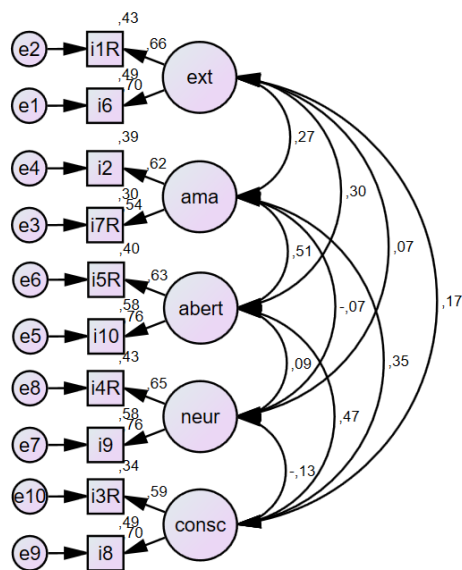 ,43
e2 i1R ,66
ext
,49
e1 i6 ,70
,27
,39
e4 i2 ,62
,30
ama
,30
e3 i7R ,54
,07
,40
,51
e6 i5R ,63
-,07
,17
abert
,58
e5 i10 ,76
,35
,43
,09
e8 i4R ,65
,47
neur
,58
e7 i9 ,76
,34
-,13
e10 i3R ,59
consc
,49
e9 i8 ,70